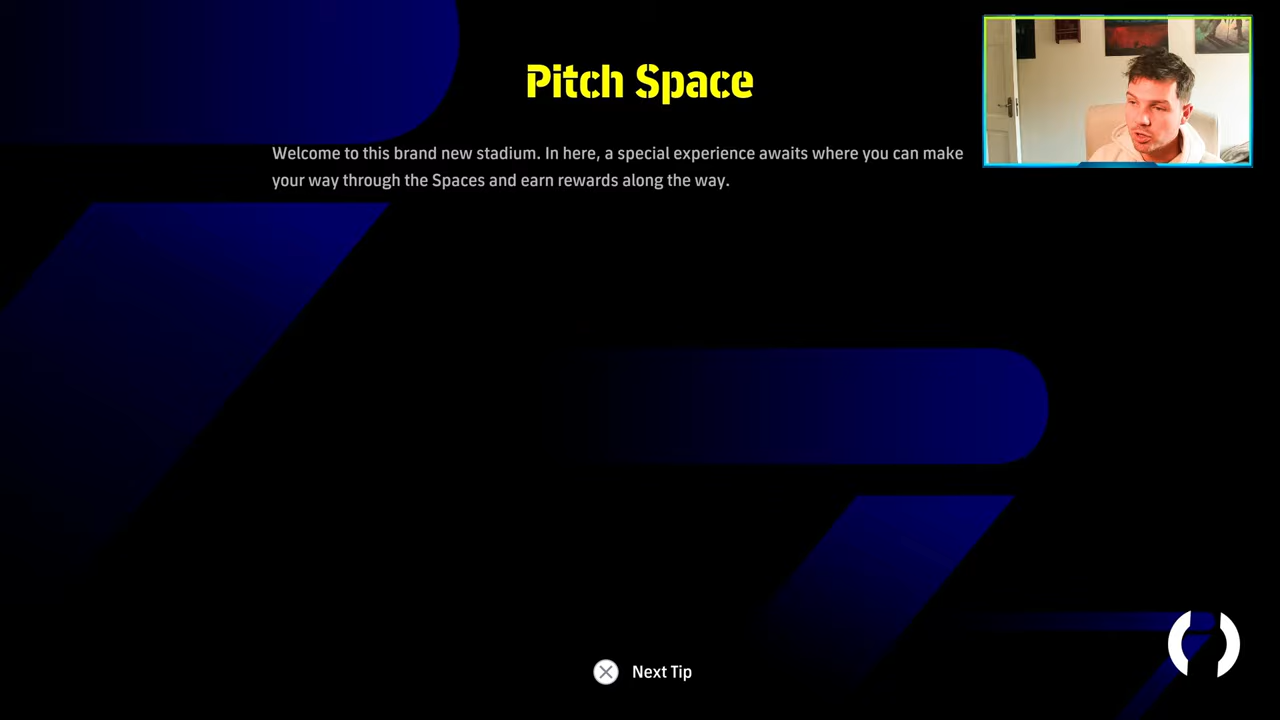 Pitch Space
Welcome to this brand new stadium. In here, a special experience awaits where you can make
your way through the Spaces and earn rewards along the way.
Next Tip